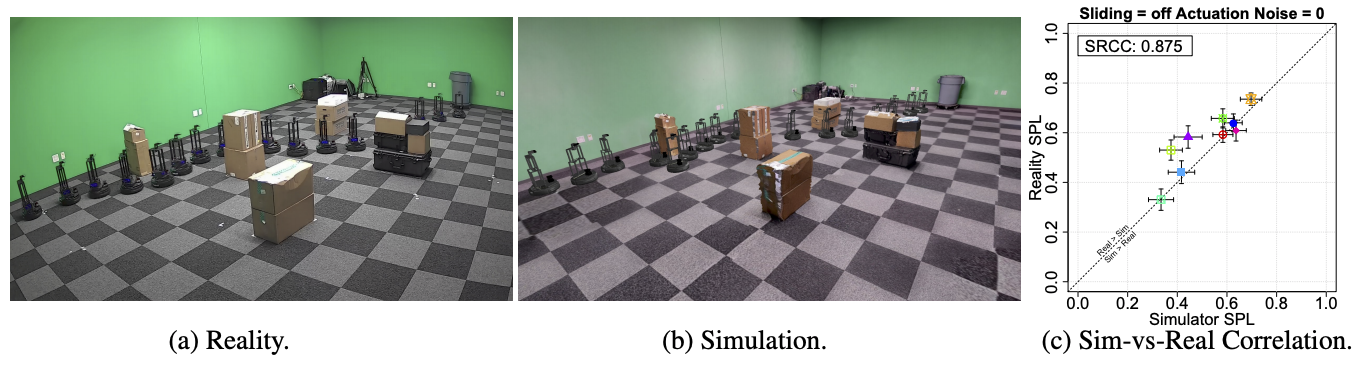 Sliding = off Actuation Noise = 0
SRCC: 0.875
1.0
0.8
0.6
0.4
0.2
0.0
Reality SPL
Real > Sim
Sim > Real
0.0 0.2 0.4 0.6 0.8 1.0
Simulator SPL
(a) Reality.
(b) Simulation.
(c) Sim-vs-Real Correlation.